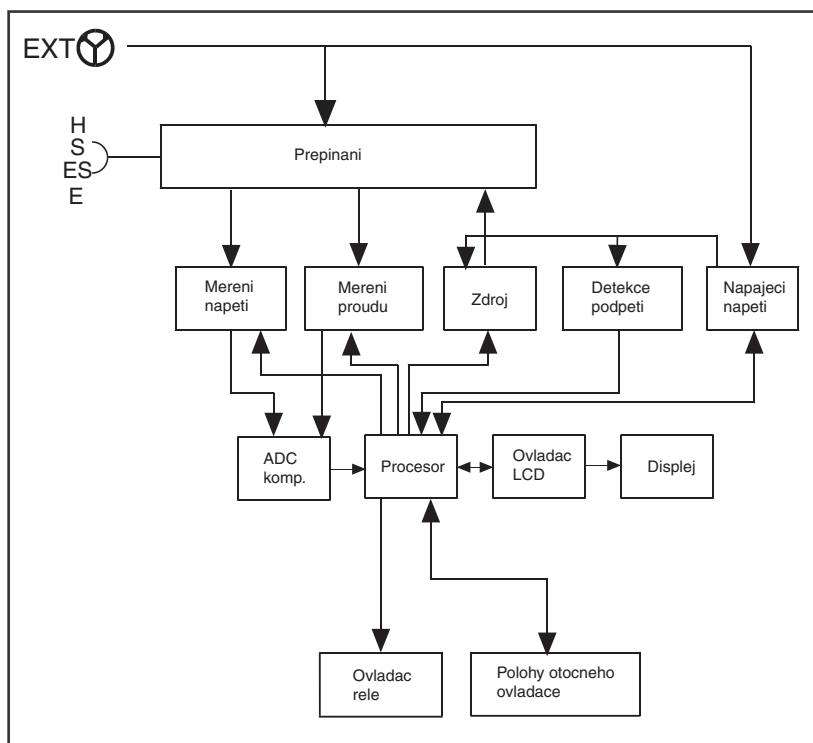 EXT
Prepinani
H
S
ES
E
Mereni
napeti
Mereni
proudu
Zdroj
Detekce
podpeti
Napajeci
napeti
ADC
komp.
Procesor
Ovladac
LCD
Displej
Ovladac
rele
Polohy otocneho
ovladace